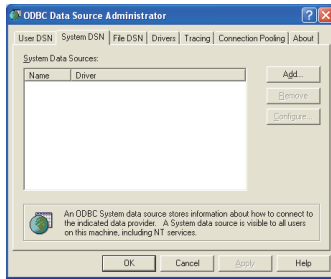 ODBC Data Source Administrator
User DSN System DSN File DSN Drivers Tracing Connection Pooling About
System Data Sources:
Name Driver
Add...
Remove
Configure...
An ODBC System data source stores information about how to connect to
the indicated data provider. A System data source is visible to all users
on this machine, including NT services.
OK Cancel Apply Help